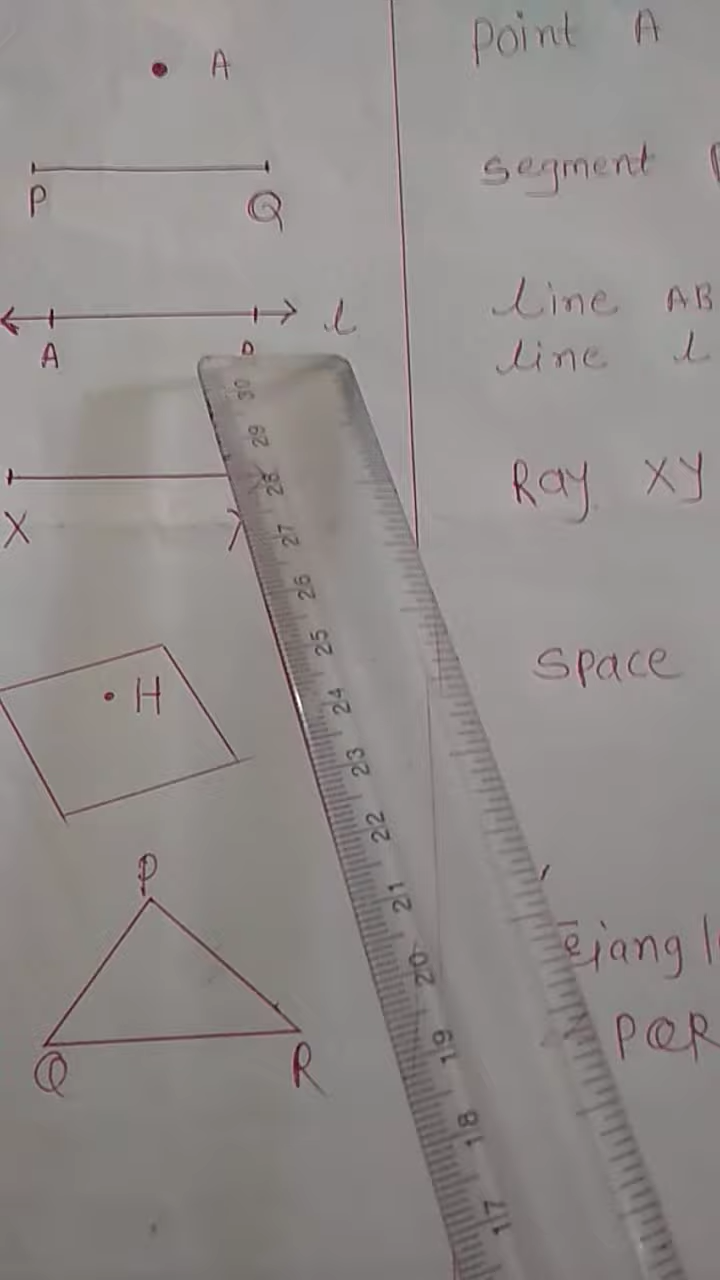 A
Point A
P Q
segment
l
A
line AB
line l
X
Ray XY
H
space
P
Q R
PQR
30
29
28
27
26
25
24
23
22
21
20
19
18
17